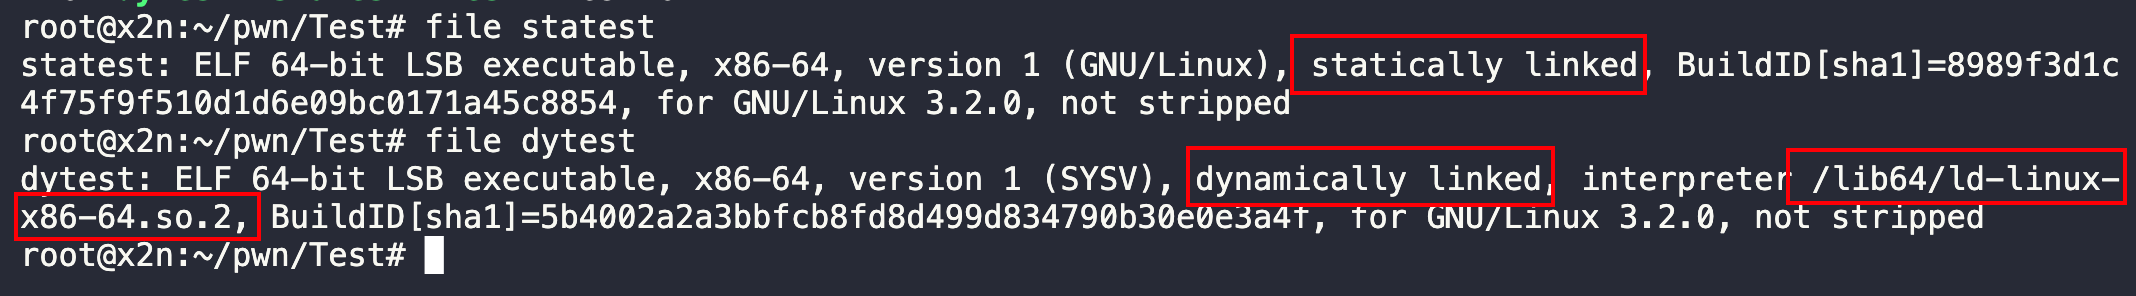 root@x2n:~/pwn/Test# file statest
statest: ELF 64-bit LSB executable, x86-64, version 1 (GNU/Linux), statically linked, BuildID[sha1]=8989f3d1c
4f75f9f510d1d6e09bc0171a45c8854, for GNU/Linux 3.2.0, not stripped
root@x2n:~/pwn/Test# file dytest
dytest: ELF 64-bit LSB executable, x86-64, version 1 (SYSV), dynamically linked, interpreter /lib64/ld-linux-
x86-64.so.2, BuildID[sha1]=5b4002a2a3bbfcb8fd8d499d834790b30e0e3a4f, for GNU/Linux 3.2.0, not stripped
root@x2n:~/pwn/Test#